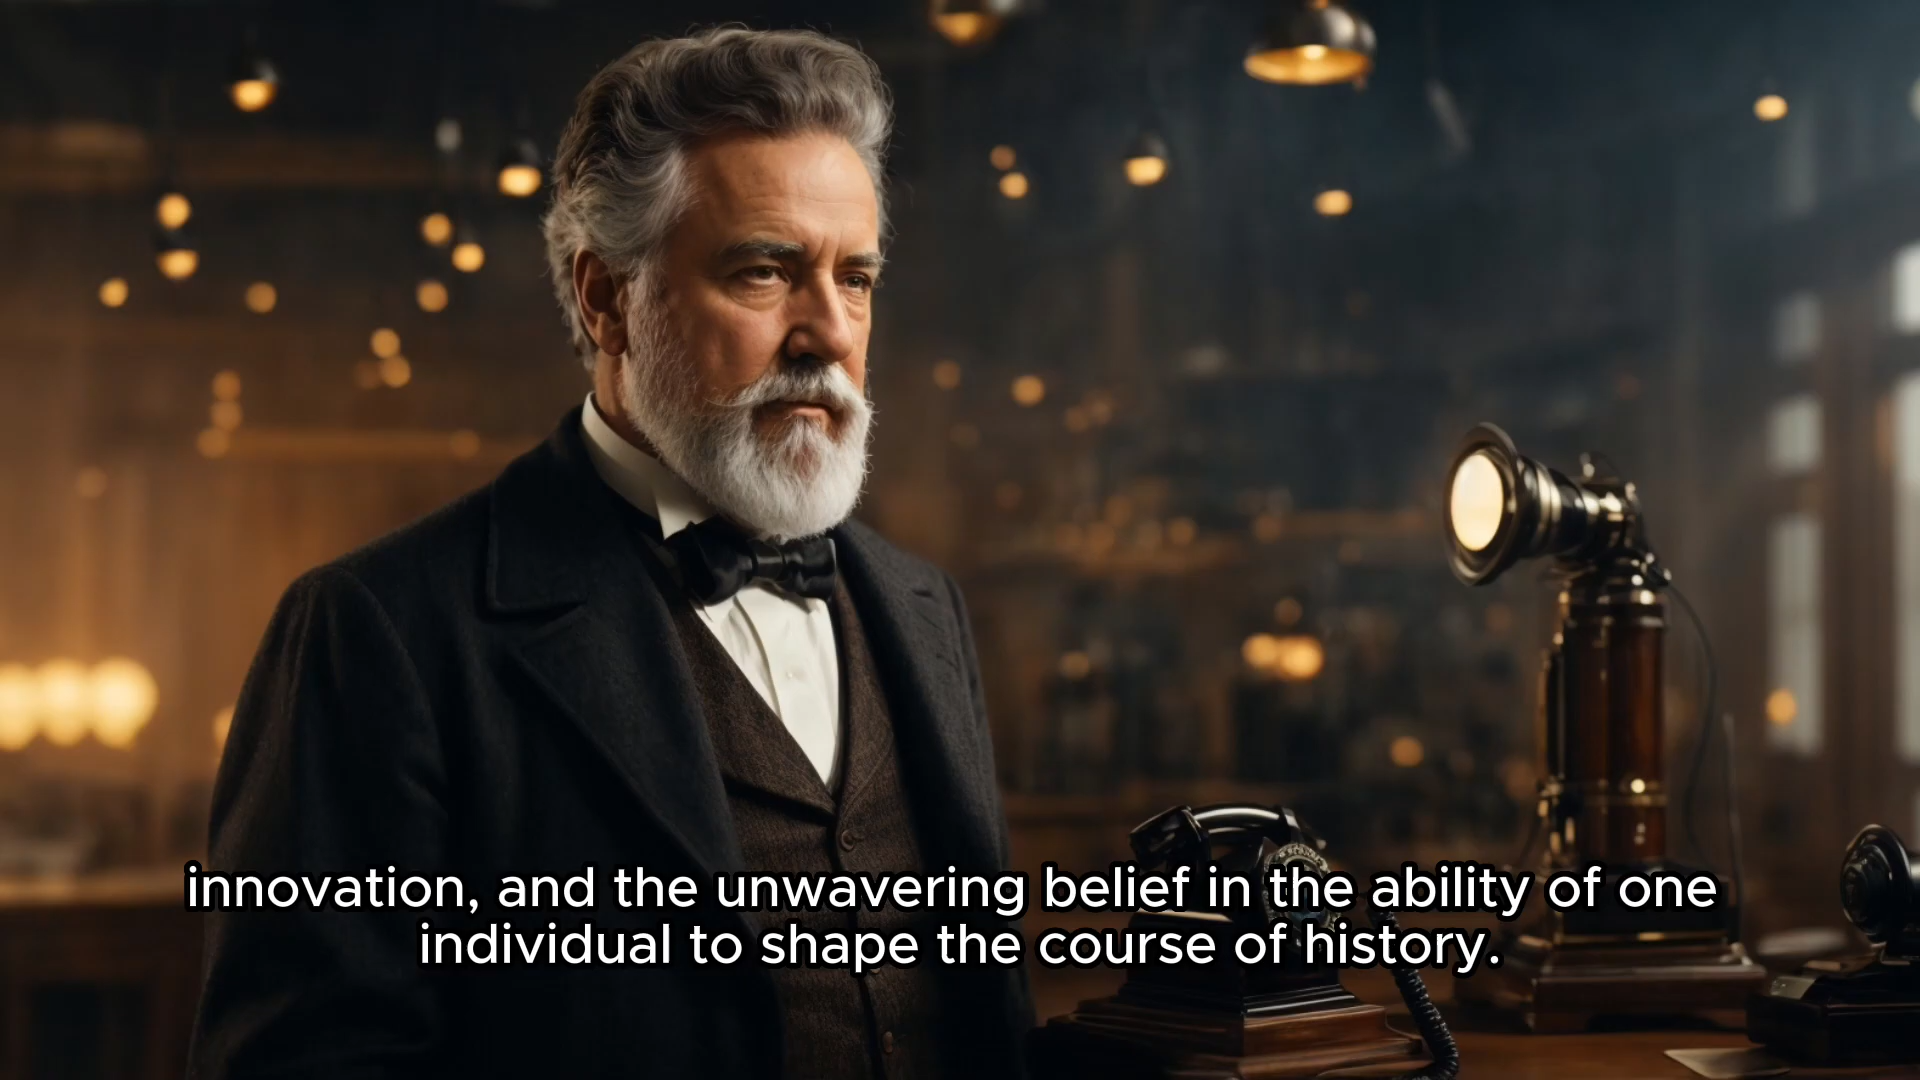 innovation, and the unwavering belief in the ability of one
individual to shape the course of history.